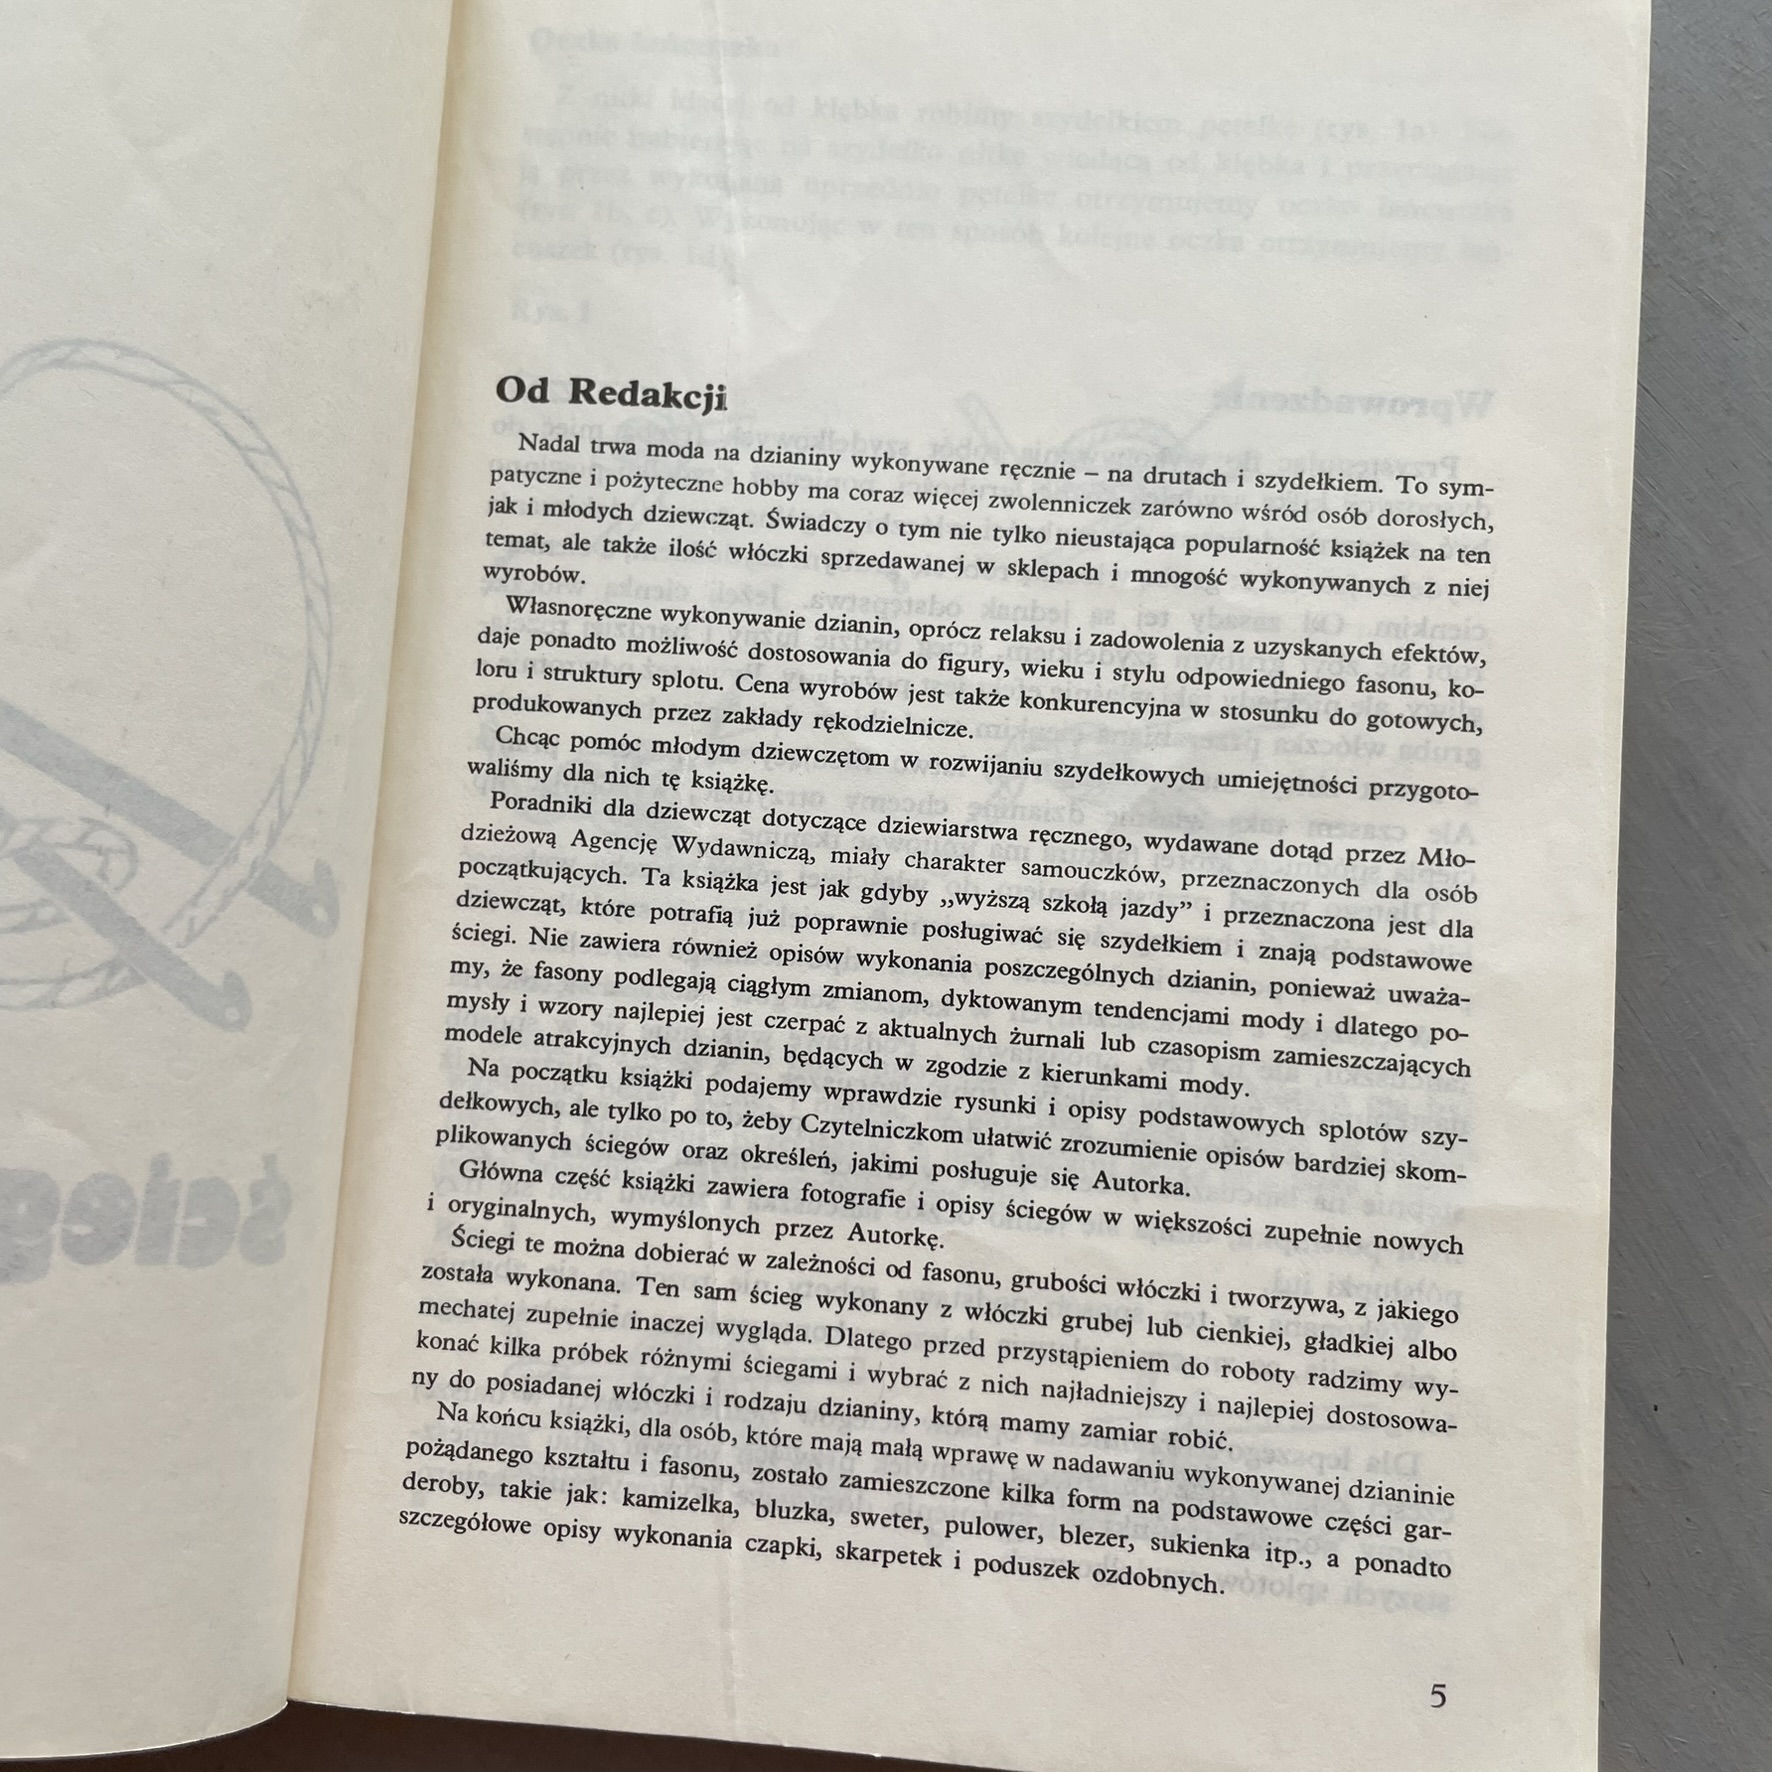 Od Redakcji
Nadal trwa moda na dzianiny wykonywane ręcznie – na drutach i szydełkiem. To sym-
patyczne i pożyteczne hobby ma coraz więcej zwolenniczek zarówno wśród osób dorosłych,
jak i młodych dziewcząt. Świadczy o tym nie tylko nieustająca popularność książek na ten
temat, ale także ilość włóczki sprzedawanej w sklepach i mnogość wykonywanych z niej
wyrobów.
Własnoręczne wykonywanie dzianin, oprócz relaksu i zadowolenia z uzyskanych efektów,
daje ponadto możliwość dostosowania do figury, wieku i stylu odpowiedniego fasonu, ko-
loru i struktury splotu. Cena wyrobów jest także konkurencyjna w stosunku do gotowych,
produkowanych przez zakłady rękodzielnicze.
Chcąc pomóc młodym dziewczętom w rozwijaniu szydełkowych umiejętności przygoto-
waliśmy dla nich tę książkę.
Poradniki dla dziewcząt dotyczące dziewiarstwa ręcznego, wydawane dotąd przez Mło-
dzieżową Agencję Wydawniczą, miały charakter samouczków, przeznaczonych dla osób
początkujących. Ta książka jest jak gdyby „wyższą szkołą jazdy” i przeznaczona jest dla
dziewcząt, które potrafią już poprawnie posługiwać się szydełkiem i znają podstawowe
ściegi. Nie zawiera również opisów wykonania poszczególnych dzianin, ponieważ uważa-
my, że fasony podlegają ciągłym zmianom, dyktowanym tendencjami mody i dlatego po-
mysły i wzory najlepiej jest czerpać z aktualnych żurnali lub czasopism zamieszczających
modele atrakcyjnych dzianin, będących w zgodzie z kierunkami mody.
Na początku książki podajemy wprawdzie rysunki i opisy podstawowych splotów szy-
dełkowych, ale tylko po to, żeby Czytelniczkom ułatwić zrozumienie opisów bardziej skom-
plikowanych ściegów oraz określeń, jakimi posługuje się Autorka.
Główna część książki zawiera fotografie i opisy ściegów w większości zupełnie nowych
i oryginalnych, wymyślonych przez Autorkę.
Ściegi te można dobierać w zależności od fasonu, grubości włóczki i tworzywa, z jakiego
została wykonana. Ten sam ścieg wykonany z włóczki grubej lub cienkiej, gładkiej albo
mechatej zupełnie inaczej wygląda. Dlatego przed przystąpieniem do roboty radzimy wy-
konać kilka próbek różnymi ściegami i wybrać z nich najładniejszy i najlepiej dostosowa-
ny do posiadanej włóczki i rodzaju dzianiny, którą mamy zamiar robić.
Na końcu książki, dla osób, które mają małą wprawę w nadawaniu wykonywanej dzianinie
pożądanego kształtu i fasonu, zostało zamieszczone kilka form na podstawowe części gar-
deroby, takie jak: kamizelka, bluzka, sweter, pulower, blezer, sukienka itp., a ponadto
szczegółowe opisy wykonania czapki, skarpetek i poduszek ozdobnych.
5